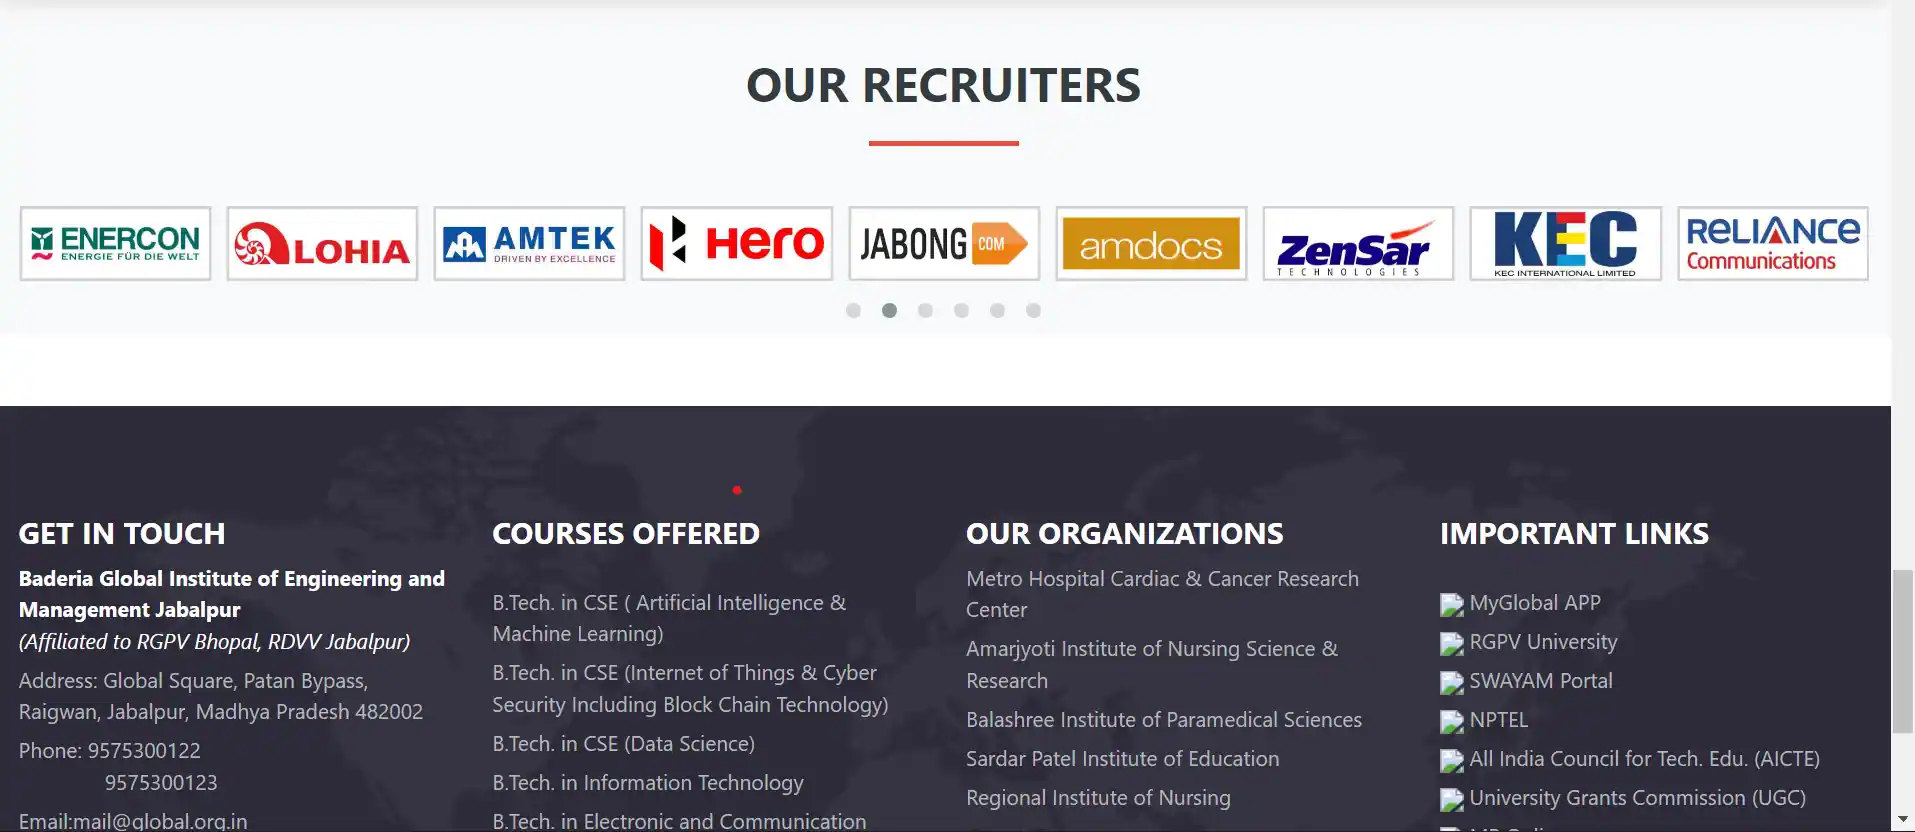 OUR RECRUITERS
ENERCON
ENERGIE FÜR DIE WELT
LOHIA
AMTEK
DRIVEN BY EXCELLENCE
Hero
JABONG COM
amdocs
ZenSar
TECHNOLOGIES
KEC
KEC INTERNATIONAL LIMITED
RELIANCE
Communications
GET IN TOUCH
Baderia Global Institute of Engineering and
Management Jabalpur
(Affiliated to RGPV Bhopal, RDVV Jabalpur)
Address: Global Square, Patan Bypass,
Raigwan, Jabalpur, Madhya Pradesh 482002
Phone: 9575300122
9575300123
Email:mail@global.org.in
COURSES OFFERED
B.Tech. in CSE ( Artificial Intelligence &
Machine Learning)
B.Tech. in CSE (Internet of Things & Cyber
Security Including Block Chain Technology)
B.Tech. in CSE (Data Science)
B.Tech. in Information Technology
B.Tech. in Electronic and Communication
OUR ORGANIZATIONS
Metro Hospital Cardiac & Cancer Research
Center
Amarjyoti Institute of Nursing Science &
Research
Balashree Institute of Paramedical Sciences
Sardar Patel Institute of Education
Regional Institute of Nursing
IMPORTANT LINKS
MyGlobal APP
RGPV University
SWAYAM Portal
NPTEL
All India Council for Tech. Edu. (AICTE)
University Grants Commission (UGC)